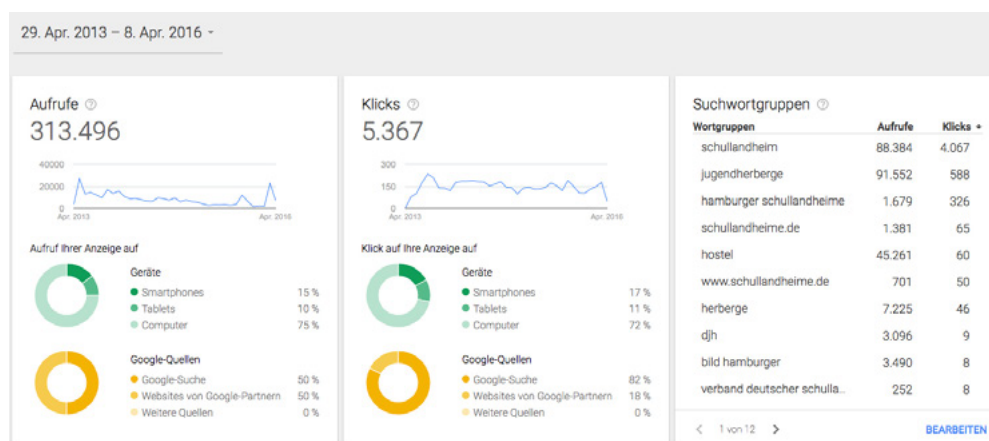 29. Apr. 2013 – 8. Apr. 2016
Aufrufe
313.496
40000
20000
0
Apr. 2013 Apr. 2016
Aufruf Ihrer Anzeige auf
Geräte
Smartphones 15 %
Tablets 10 %
Computer 75 %
Google-Quellen
Google-Suche 50 %
Websites von Google-Partnern 50 %
Weitere Quellen 0 %
Klicks
5.367
300
150
0
Apr. 2013 Apr. 2016
Klick auf Ihre Anzeige auf
Geräte
Smartphones 17 %
Tablets 11 %
Computer 72 %
Google-Quellen
Google-Suche 82 %
Websites von Google-Partnern 18 %
Weitere Quellen 0 %
Suchwortgruppen
Wortgruppen Aufrufe Klicks
schullandheim 88.384 4.067
jugendherberge 91.552 588
hamburger schullandheime 1.679 326
schullandheime.de 1.381 65
hostel 45.261 60
www.schullandheime.de 701 50
herberge 7.225 46
djh 3.096 9
bild hamburger 3.490 8
verband deutscher schulla... 252 8
< 1 von 12 > BEARBEITEN